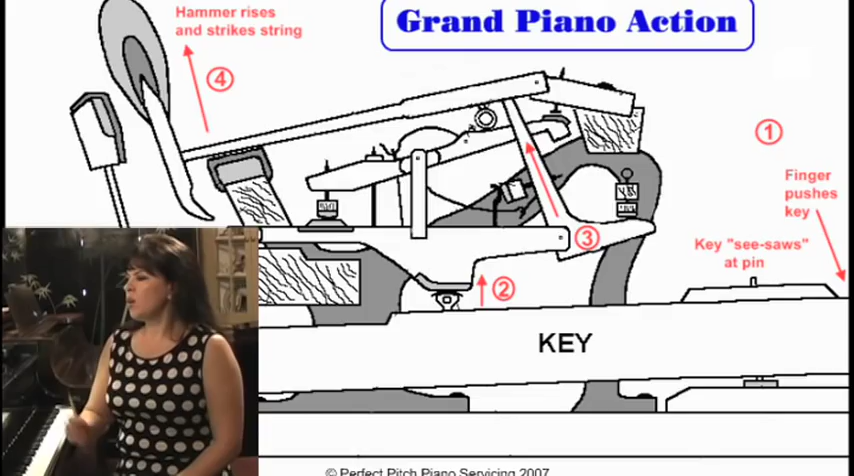 Hammer rises
and strikes string
Grand Piano Action
4
1
Finger
pushes
key
Key "see-saws"
at pin
3
2
KEY
© Perfect Pitch Piano Servicing 2007